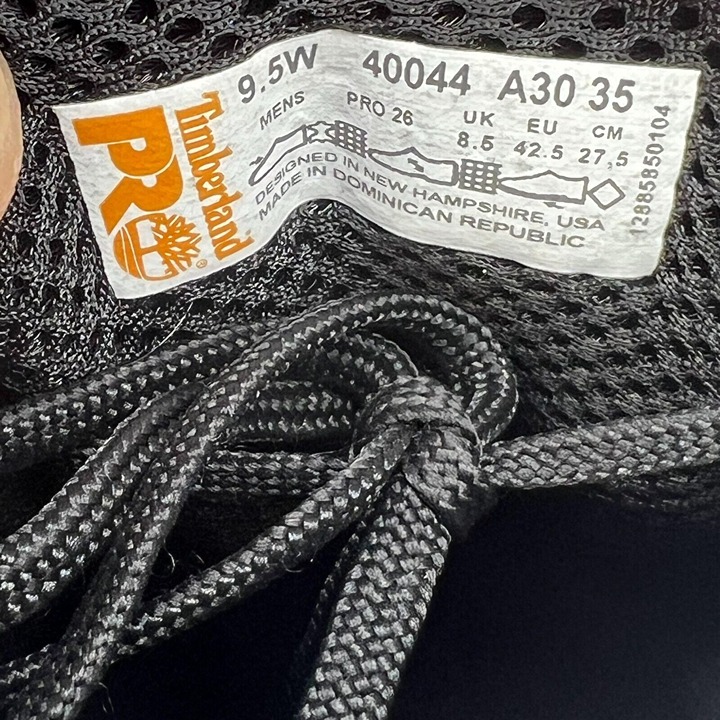 9.5W 40044 A30 35
MENS PRO 26 UK EU CM
8.5 42.5 27,5
DESIGNED IN NEW HAMPSHIRE, USA
MADE IN DOMINICAN REPUBLIC
Timberland
PRO
®
12885850104